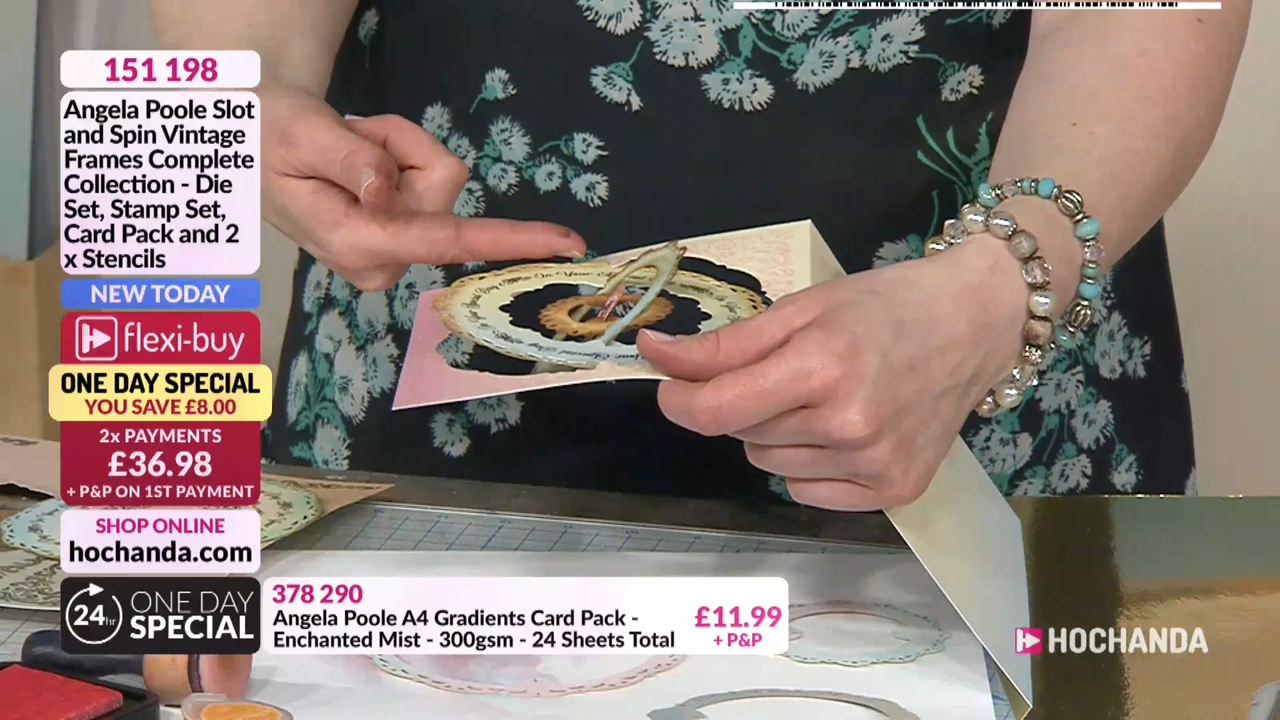 151 198
Angela Poole Slot
and Spin Vintage
Frames Complete
Collection - Die
Set, Stamp Set,
Card Pack and 2
x Stencils
NEW TODAY
flexi-buy
ONE DAY SPECIAL
YOU SAVE £8.00
2x PAYMENTS
£36.98
+ P&P ON 1ST PAYMENT
SHOP ONLINE
hochanda.com
24hr
ONE DAY
SPECIAL
378 290
Angela Poole A4 Gradients Card Pack -
Enchanted Mist - 300gsm - 24 Sheets Total
£11.99
+ P&P
HOCHANDA